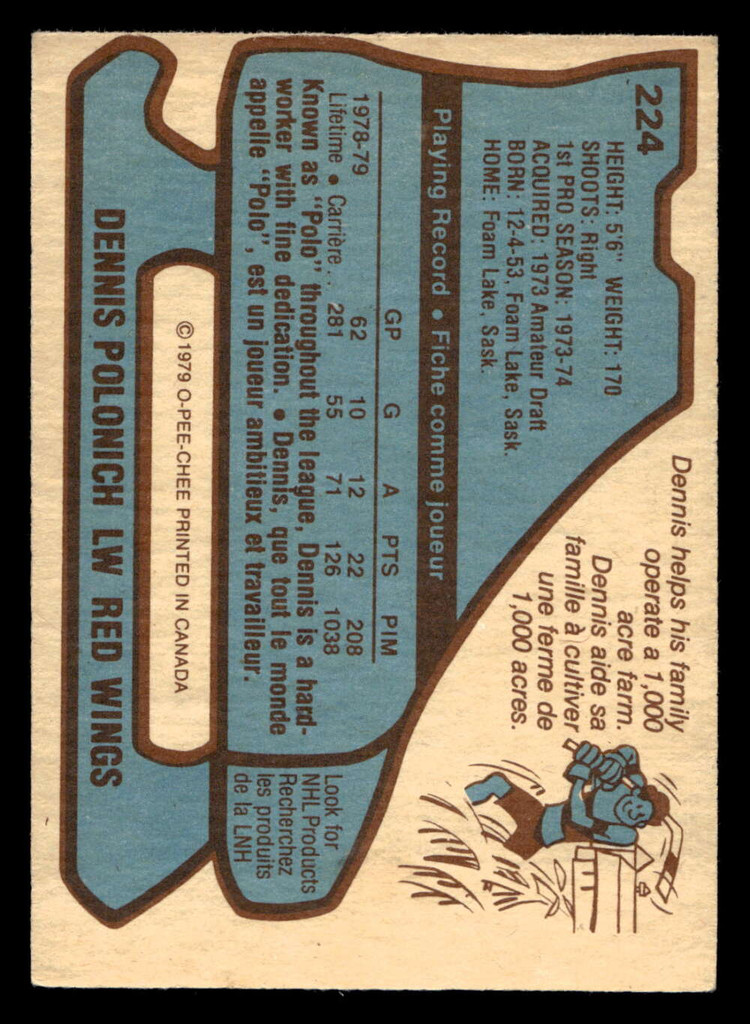 224
HEIGHT: 5'6" WEIGHT: 170
SHOOTS: Right
1st PRO SEASON: 1973-74
ACQUIRED: 1973 Amateur Draft
BORN: 12-4-53, Foam Lake, Sask.
HOME: Foam Lake, Sask.
Dennis helps his family
operate a 1,000
acre farm.
Dennis aide sa
famille à cultiver
une ferme de
1,000 acres.
Playing Record • Fiche comme joueur
GP G A PTS PIM
1978-79 62 10 12 22 208
Lifetime • Carrière .. 281 55 71 126 1038
Known as "Polo" throughout the league, Dennis is a hard-
worker with fine dedication. • Dennis, que tout le monde
appelle "Polo", est un joueur ambitieux et travailleur.
Look for
NHL Products
Recherchez
les produits
de la LNH
©1979 O-PEE-CHEE PRINTED IN CANADA
DENNIS POLONICH LW RED WINGS